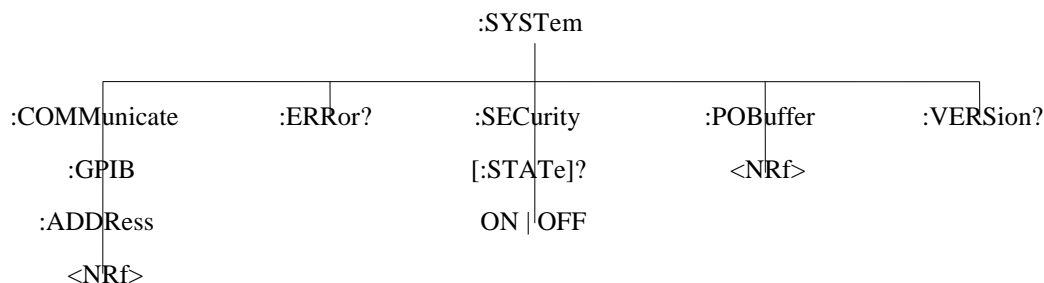 :SYSTem
:COMMunicate :ERRor? :SECurity :POBuffer :VERSion?
:GPIB [:STATe]? <NRf>
:ADDRess ON | OFF
<NRf>